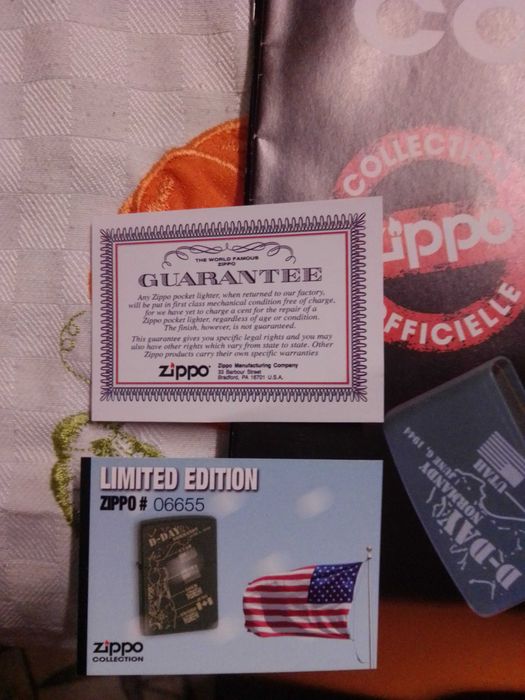 CO
COLLECTION
Zippo
OFFICIELLE
THE WORLD FAMOUS
ZIPPO
GUARANTEE
Any Zippo pocket lighter, when returned to our factory,
will be put in first class mechanical condition free of charge,
for we have yet to charge a cent for the repair of a
Zippo pocket lighter, regardless of age or condition.
The finish, however, is not guaranteed.
This guarantee gives you specific legal rights and you may
also have other rights which vary from state to state. Other
Zippo products carry their own specific warranties
zippo
Zippo Manufacturing Company
33 Barbour Street
Bradford, PA 16701 U.S.A.
UTAH
JUNE 6, 1944
NORMANDY
D-DAY
LIMITED EDITION
ZIPPO # 06655
D-DAY
zippo
COLLECTION